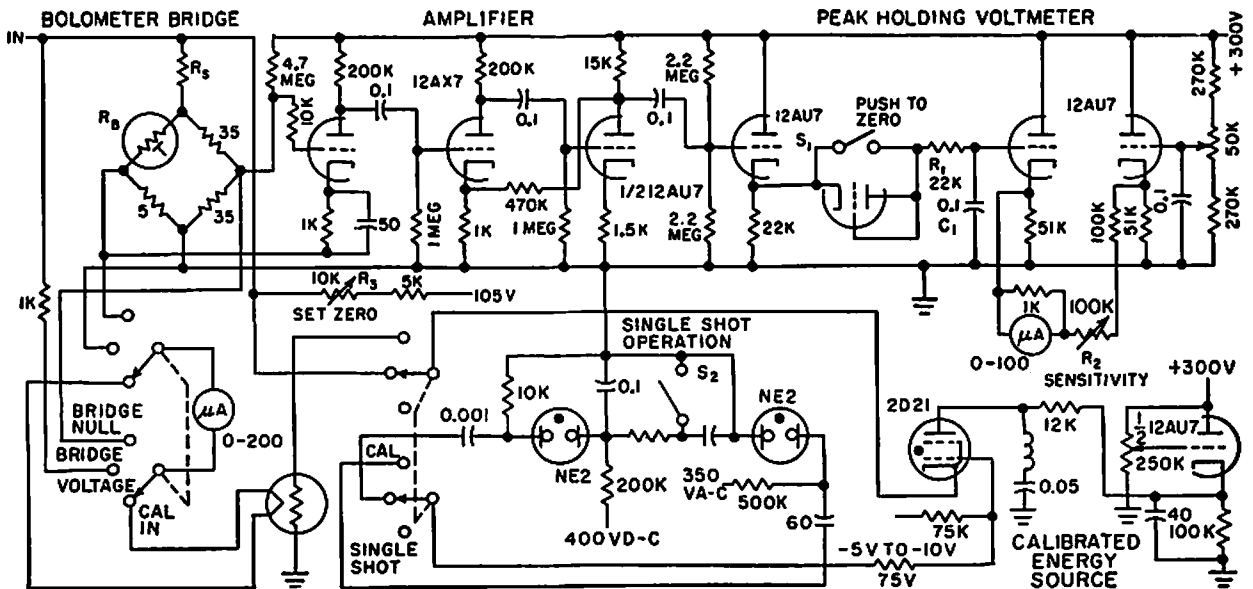 BOLOMETER BRIDGE
AMPLIFIER
PEAK HOLDING VOLTMETER
IN
+300V
RS
4.7
MEG
200K
12AX7
200K
15K
2.2
MEG
270K
RB
35
10K
0.1
0.1
0.1
12AU7
PUSH TO
ZERO
S1
12AU7
50K
R1
22K
5
35
1/212AU7
0.1
C1
0.1
1K
50
1 MEG
1K
470K
1 MEG
1.5K
2.2
MEG
22K
51K
100K
51K
270K
1K
10K
R3
5K
105V
SET ZERO
1K
100K
μA
0-100
R2
SENSITIVITY
SINGLE SHOT
OPERATION
+300V
S2
10K
0.1
NE2
2D21
12K
1/2
12AU7
μA
0-200
BRIDGE
NULL
0.001
NE2
250K
BRIDGE
VOLTAGE
CAL
200K
350
VA-C
500K
0.05
CAL
IN
60
75K
40
100K
400VD-C
SINGLE
SHOT
-5V TO -10V
75V
CALIBRATED
ENERGY
SOURCE